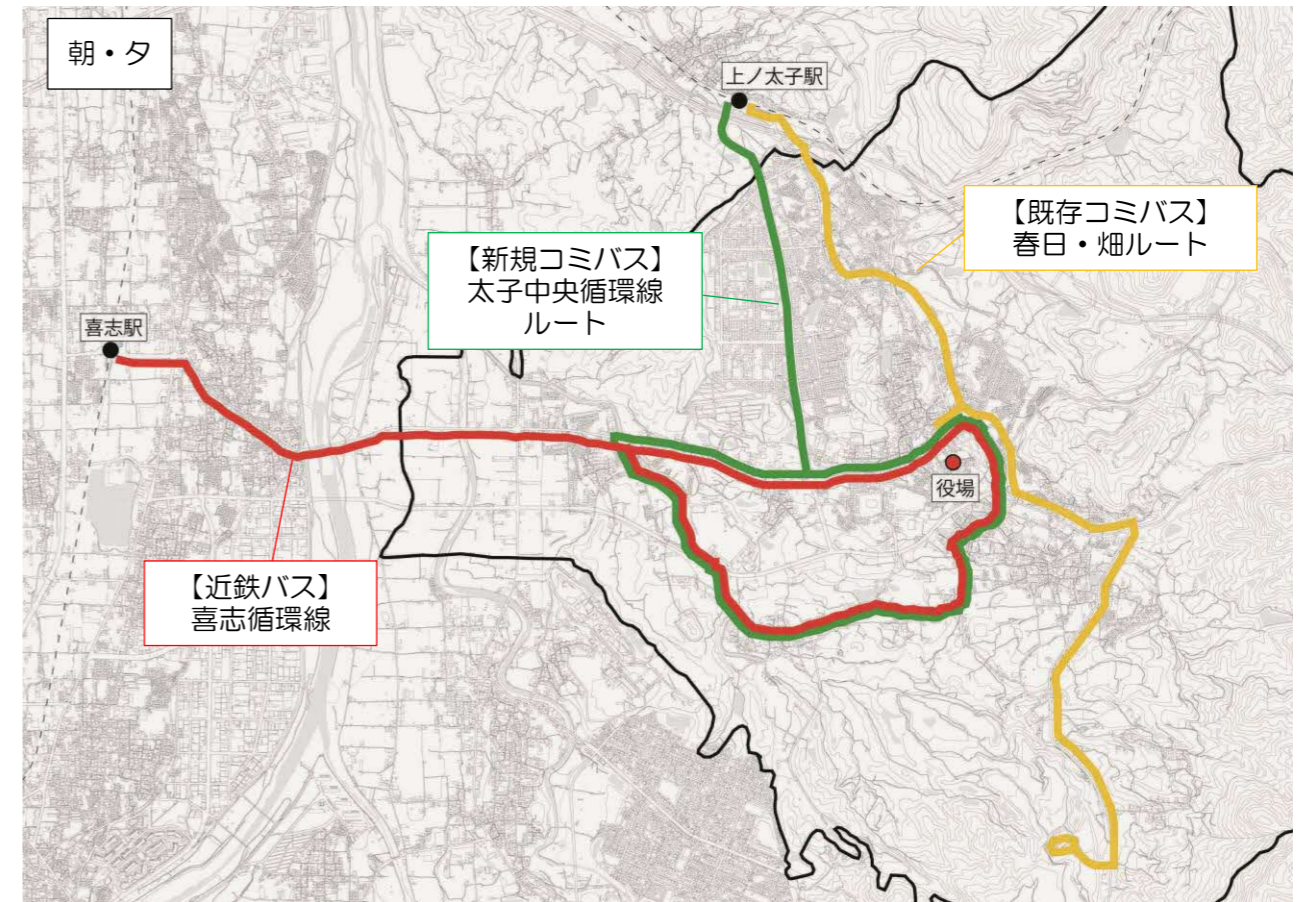 朝・夕
上ノ太子駅
【既存コミバス】
春日・畑ルート
【新規コミバス】
太子中央循環線
ルート
喜志駅
役場
【近鉄バス】
喜志循環線